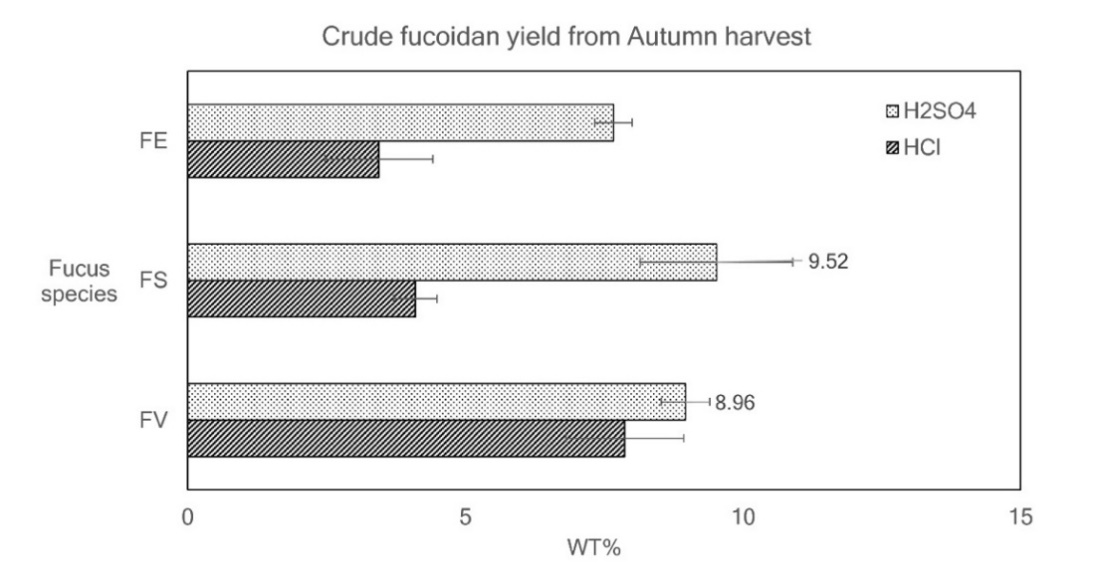 Crude fucoidan yield from Autumn harvest
H2SO4
HCl
FE
Fucus
species
FS
9.52
FV
8.96
0
5
10
15
WT%